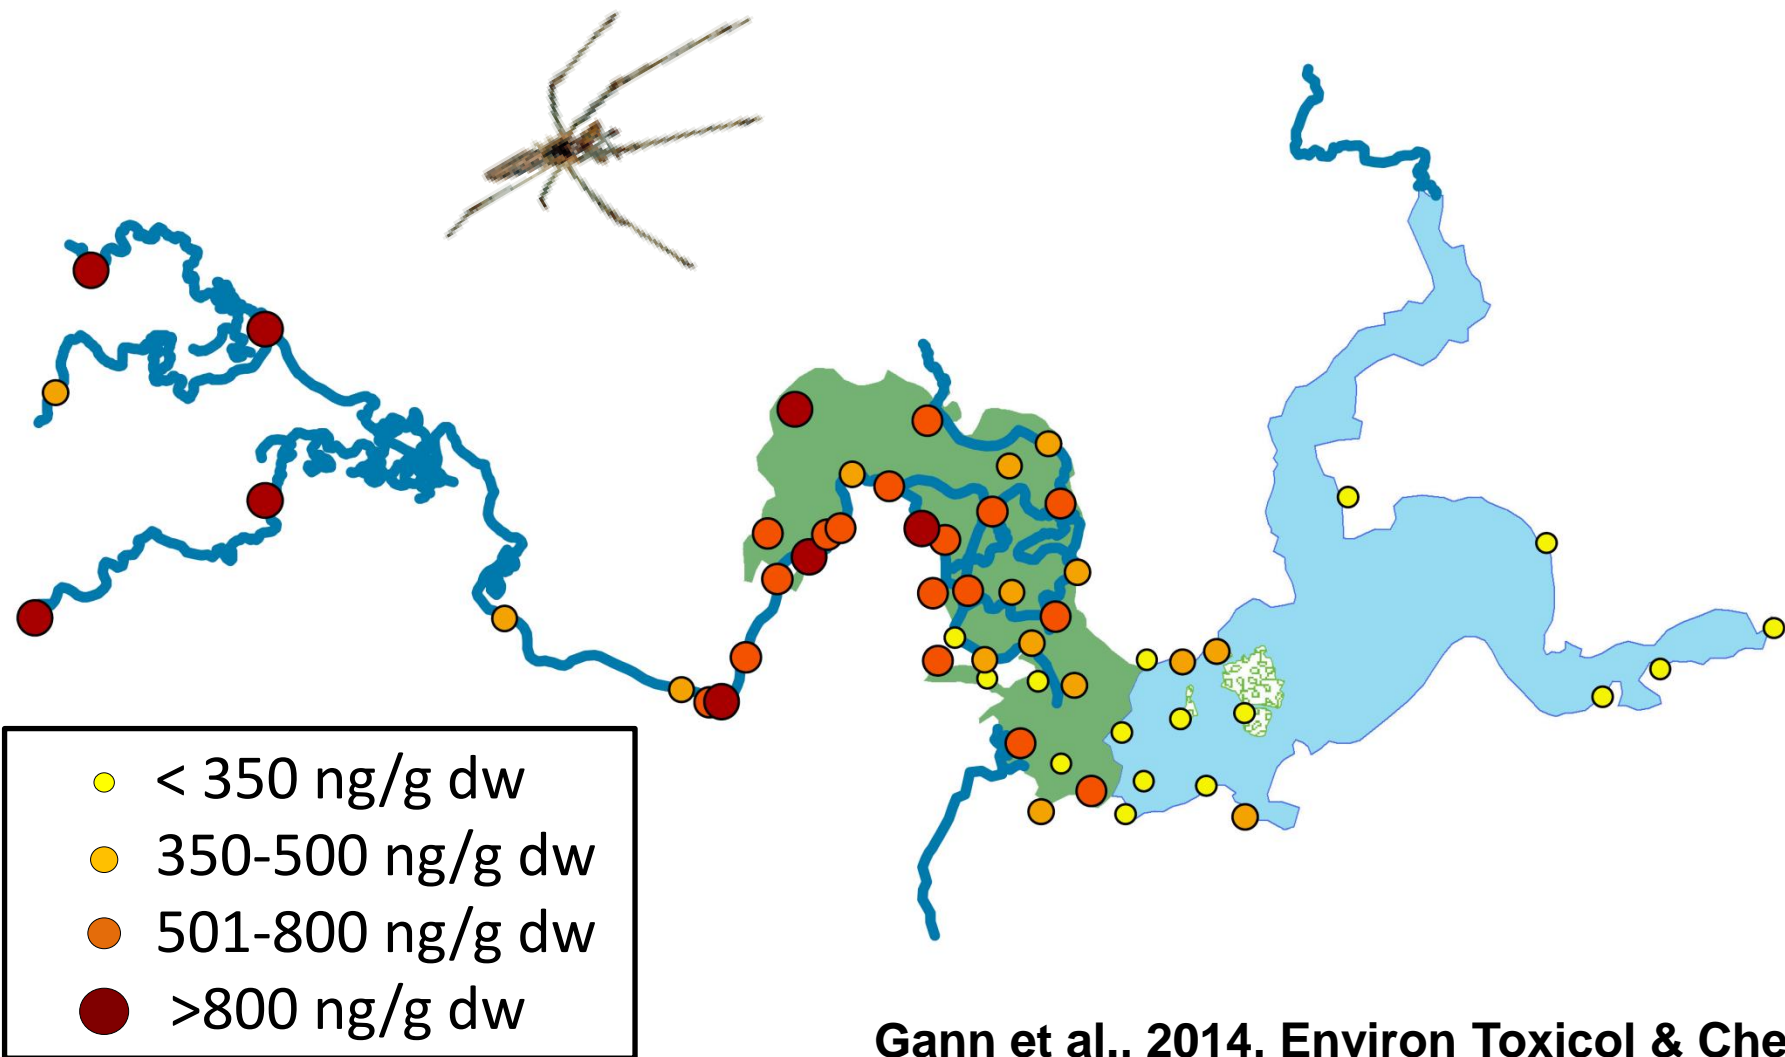 < 350 ng/g dw
350-500 ng/g dw
501-800 ng/g dw
>800 ng/g dw
Gann et al., 2014. Environ Toxicol & Che